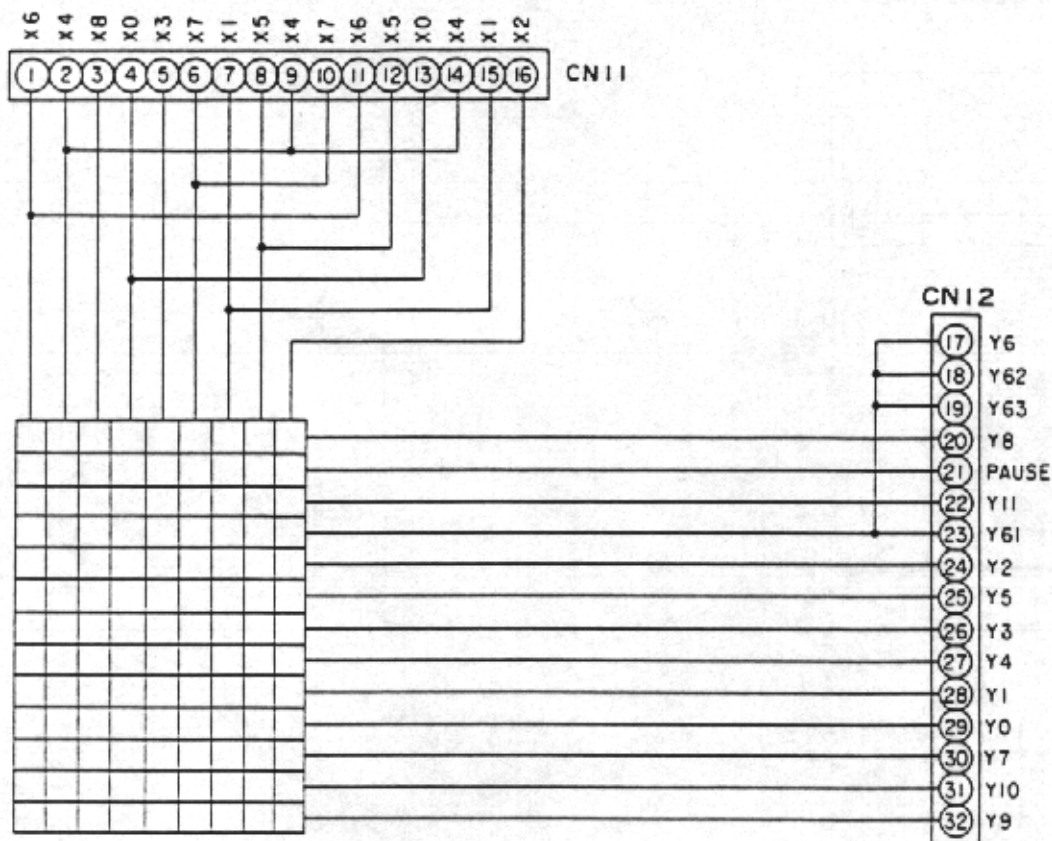 X6 X4 X8 X0 X3 X7 X1 X5 X4 X7 X6 X5 X0 X4 X1 X2
1 2 3 4 5 6 7 8 9 10 11 12 13 14 15 16 CN11
CN12
17 Y6
18 Y62
19 Y63
20 Y8
21 PAUSE
22 Y11
23 Y61
24 Y2
25 Y5
26 Y3
27 Y4
28 Y1
29 Y0
30 Y7
31 Y10
32 Y9